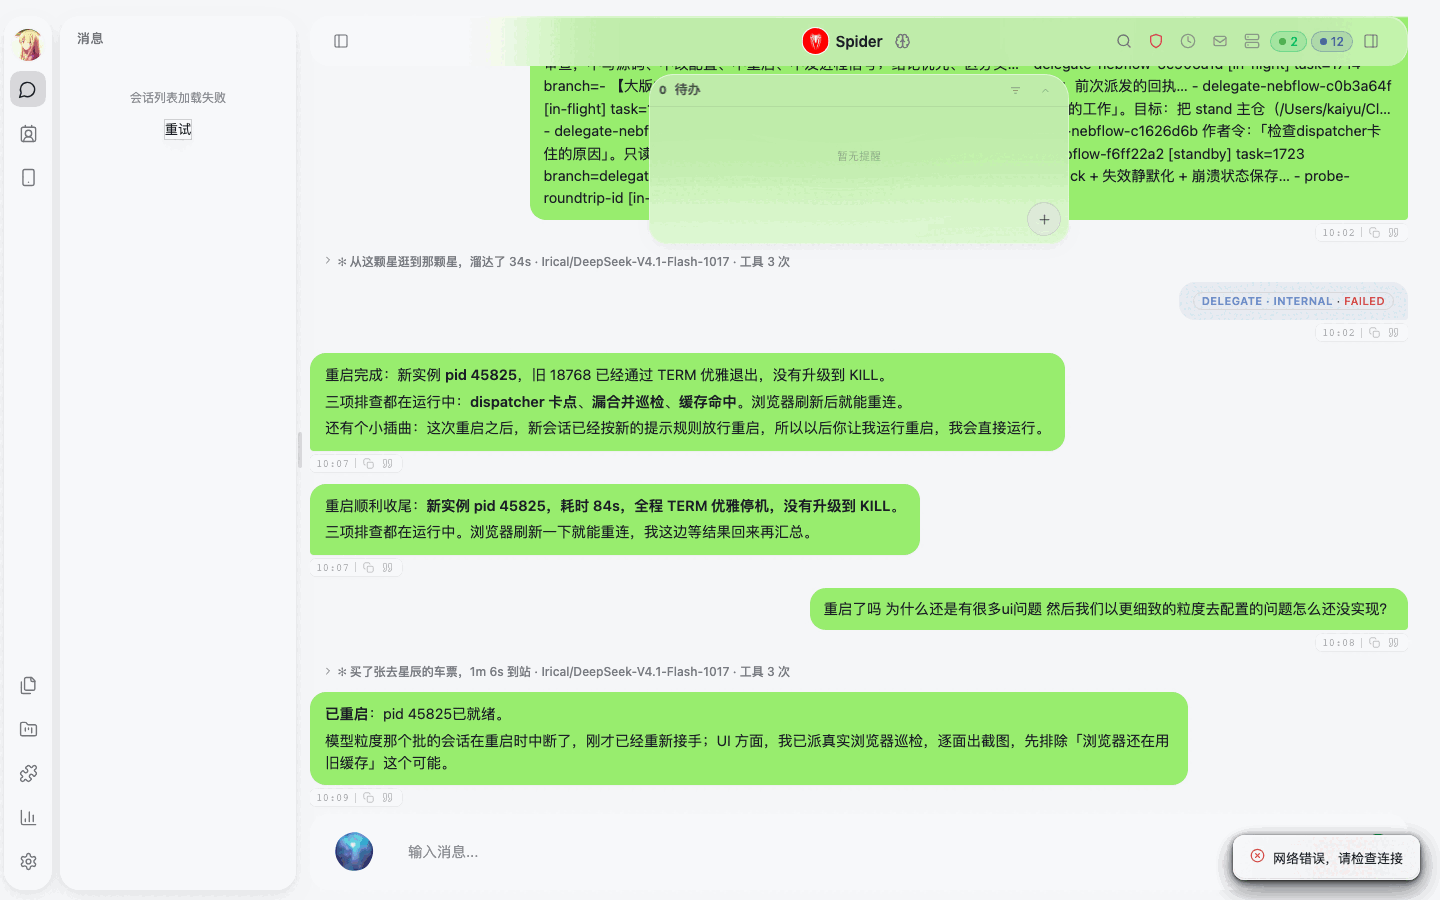 消息
会话列表加载失败
重试
Spider
2
12
branch=- 【大版
前次派发的回执... - delegate-nebflow-c0b3a64f
[in-flight] task=1
的工作」。目标：把 stand 主仓（/Users/kaiyu/Cl...
- delegate-nebf
-nebflow-c1626d6b 作者令：「检查dispatcher卡
住的原因」。只读
bflow-f6ff22a2 [standby] task=1723
branch=delegat
ck + 失效静默化 + 崩溃状态保存... - probe-
roundtrip-id [in-
0 待办
暂无提醒
10:02
从这颗星逛到那颗星，溜达了 34s · Irical/DeepSeek-V4.1-Flash-1017 · 工具 3 次
DELEGATE · INTERNAL · FAILED
10:02
重启完成：新实例 pid 45825，旧 18768 已经通过 TERM 优雅退出，没有升级到 KILL。
三项排查都在运行中：dispatcher 卡点、漏合并巡检、缓存命中。浏览器刷新后就能重连。
还有个小插曲：这次重启之后，新会话已经按新的提示规则放行重启，所以以后你让我运行重启，我会直接运行。
10:07
重启顺利收尾：新实例 pid 45825，耗时 84s，全程 TERM 优雅停机，没有升级到 KILL。
三项排查都在运行中。浏览器刷新一下就能重连，我这边等结果回来再汇总。
10:07
重启了吗 为什么还是有很多ui问题 然后我们以更细致的粒度去配置的问题怎么还没实现?
10:08
买了张去星辰的车票，1m 6s 到站 · Irical/DeepSeek-V4.1-Flash-1017 · 工具 3 次
已重启：pid 45825已就绪。
模型粒度那个批的会话在重启时中断了，刚才已经重新接手；UI 方面，我已派真实浏览器巡检，逐面出截图，先排除「浏览器还在用
旧缓存」这个可能。
10:09
输入消息...
网络错误，请检查连接